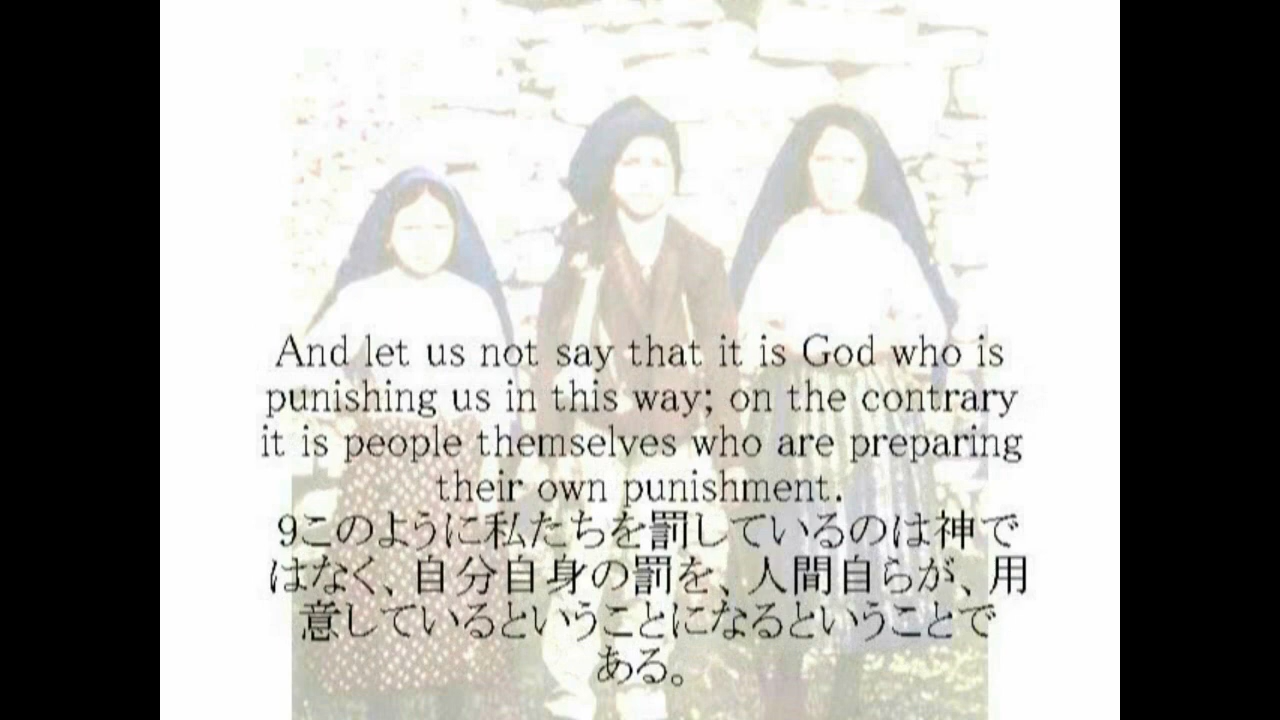 And let us not say that it is God who is
punishing us in this way; on the contrary
it is people themselves who are preparing
their own punishment.
9このように私たちを罰しているのは神で
はなく、自分自身の罰を、人間自らが、用
意しているということになるということで
ある。